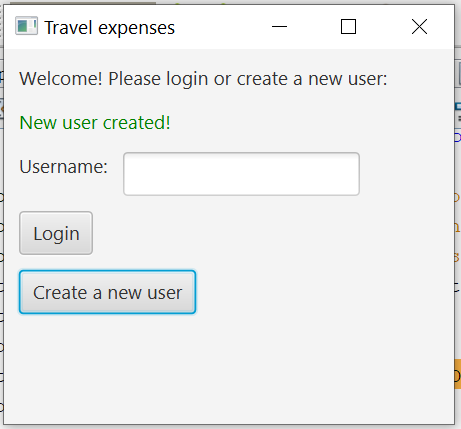 Travel expenses
Welcome! Please login or create a new user:
New user created!
Username:
Login
Create a new user